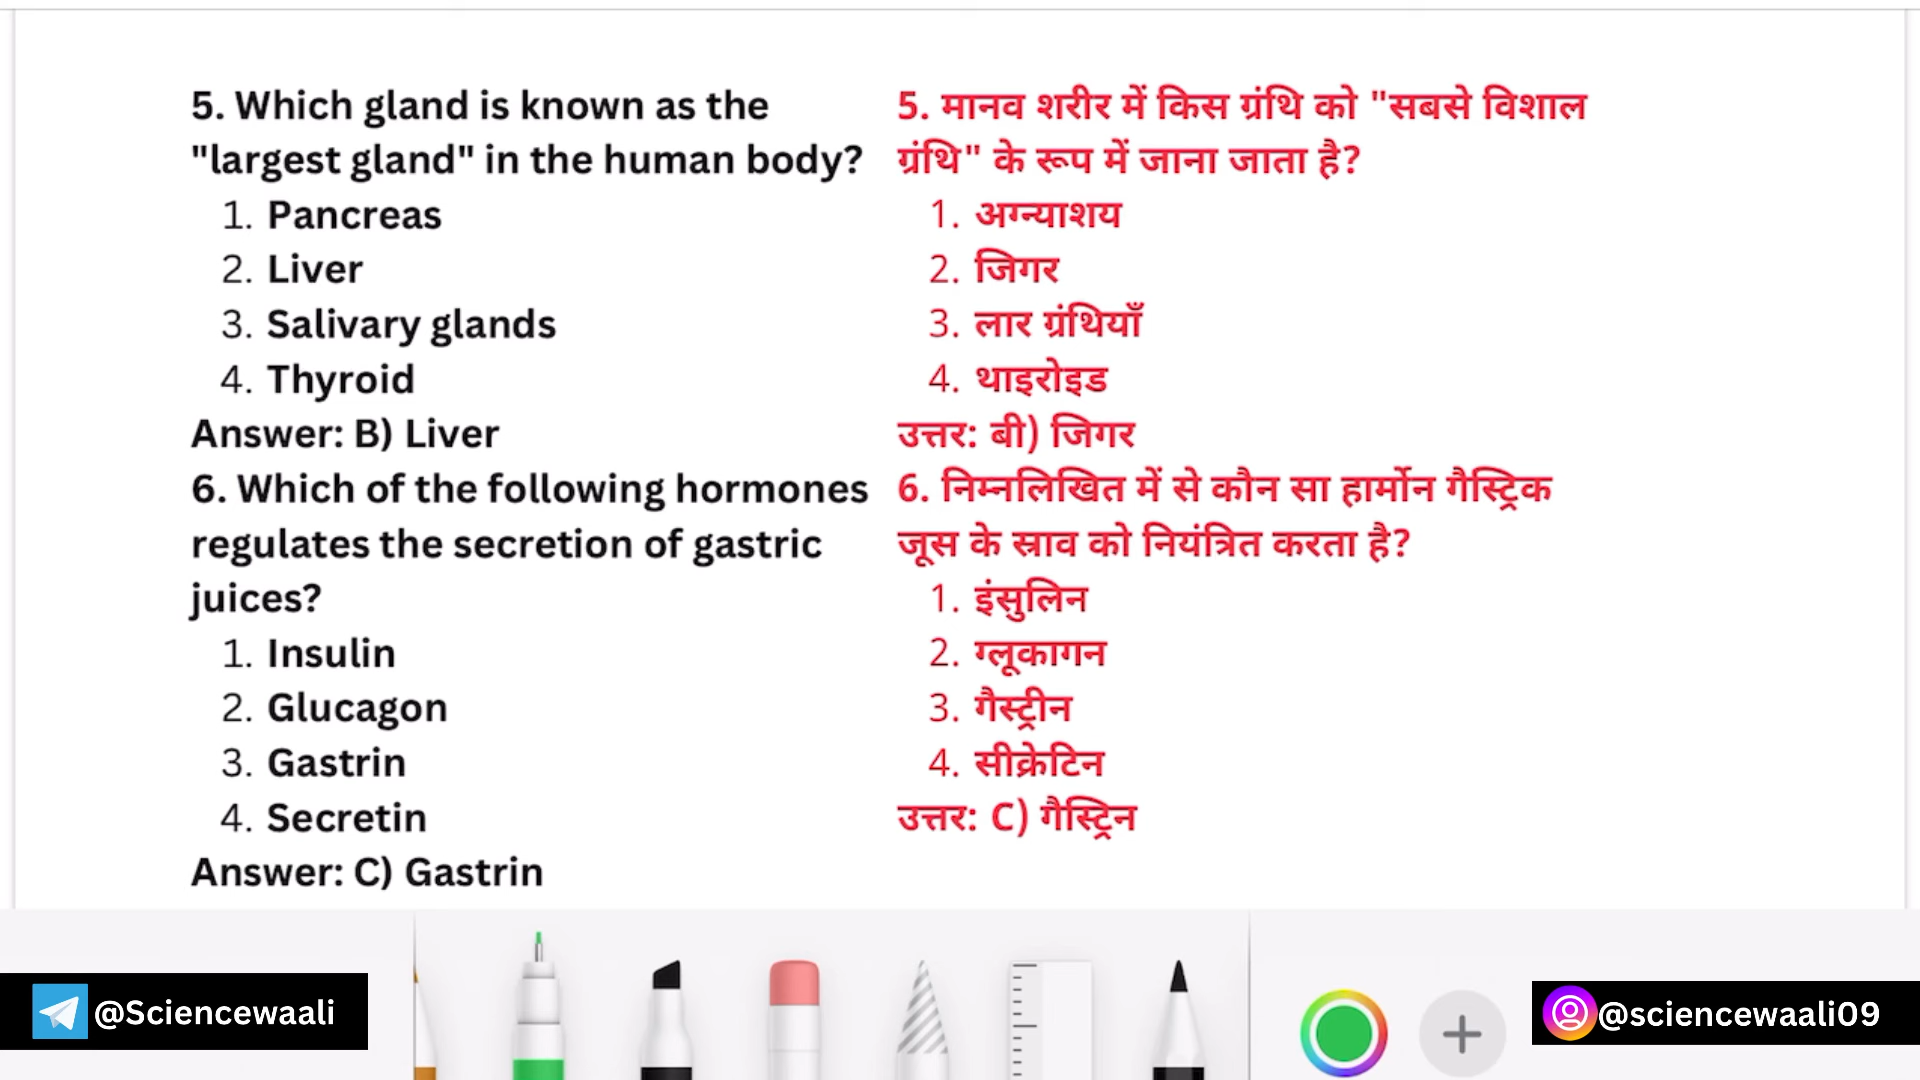 5. Which gland is known as the
"largest gland" in the human body?
1. Pancreas
2. Liver
3. Salivary glands
4. Thyroid
Answer: B) Liver
6. Which of the following hormones
regulates the secretion of gastric
juices?
1. Insulin
2. Glucagon
3. Gastrin
4. Secretin
Answer: C) Gastrin
5. मानव शरीर में किस ग्रंथि को "सबसे विशाल
ग्रंथि" के रूप में जाना जाता है?
1. अग्न्याशय
2. जिगर
3. लार ग्रंथियाँ
4. थाइरोइड
उत्तर: बी) जिगर
6. निम्नलिखित में से कौन सा हार्मोन गैस्ट्रिक
जूस के स्राव को नियंत्रित करता है?
1. इंसुलिन
2. ग्लूकागन
3. गैस्ट्रीन
4. सीक्रेटिन
उत्तर: C) गैस्ट्रिन
@Sciencewaali
@sciencewaali09